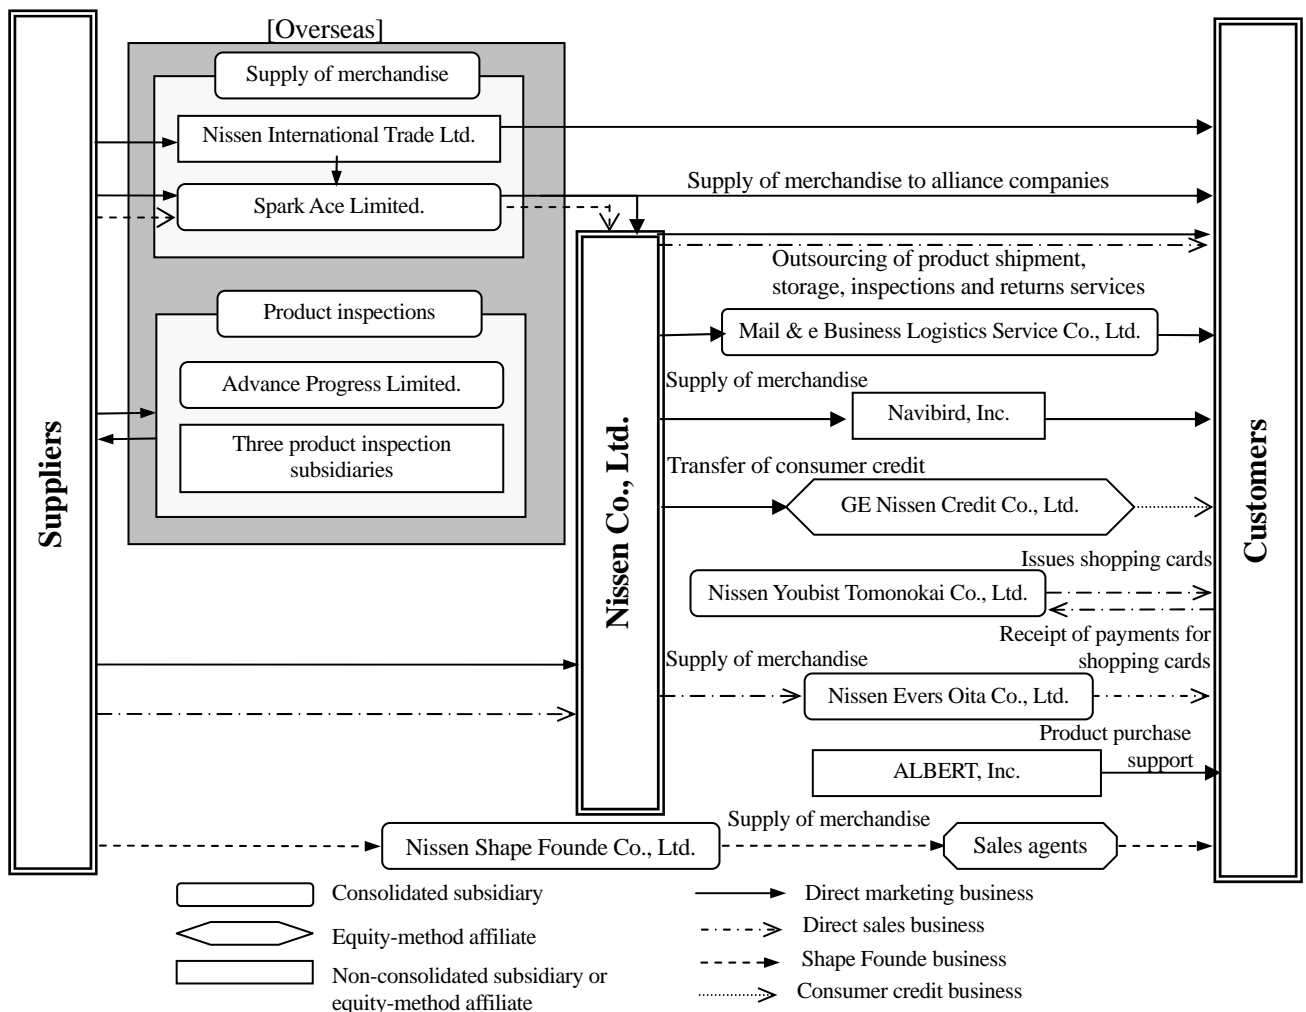 [Overseas]
Supply of merchandise
Nissen International Trade Ltd.
Spark Ace Limited.
Supply of merchandise to alliance companies
Outsourcing of product shipment,
storage, inspections and returns services
Product inspections
Mail & e Business Logistics Service Co., Ltd.
Advance Progress Limited.
Supply of merchandise
Navibird, Inc.
Three product inspection
subsidiaries
Suppliers
Nissen Co., Ltd.
Customers
Transfer of consumer credit
GE Nissen Credit Co., Ltd.
Issues shopping cards
Nissen Youbist Tomonokai Co., Ltd.
Receipt of payments for
shopping cards
Supply of merchandise
Nissen Evers Oita Co., Ltd.
Product purchase
support
ALBERT, Inc.
Supply of merchandise
Nissen Shape Founde Co., Ltd.
Sales agents
Consolidated subsidiary
Equity-method affiliate
Non-consolidated subsidiary or
equity-method affiliate
Direct marketing business
Direct sales business
Shape Founde business
Consumer credit business